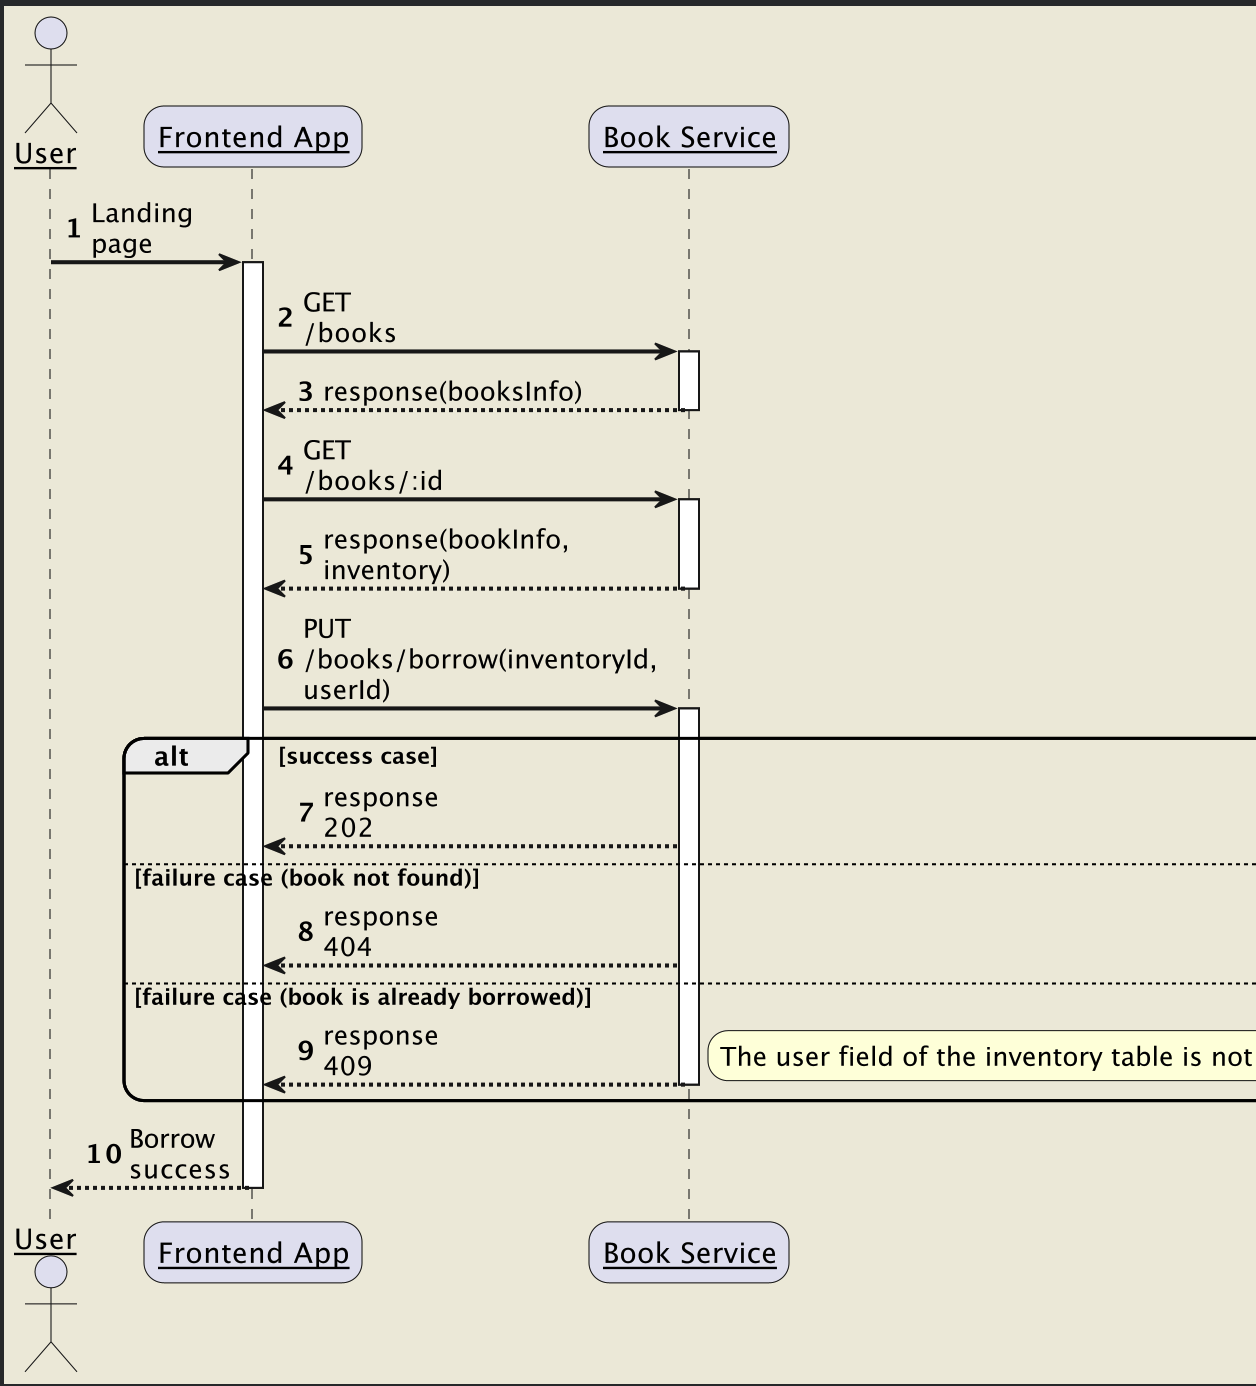 User
Frontend App
Book Service
1 Landing
page
2 GET
/books
3 response(booksInfo)
4 GET
/books/:id
5 response(bookInfo,
inventory)
PUT
6 /books/borrow(inventoryId,
userId)
alt [success case]
7 response
202
[failure case (book not found)]
8 response
404
[failure case (book is already borrowed)]
9 response
409
The user field of the inventory table is not
10 Borrow
success
User
Frontend App
Book Service